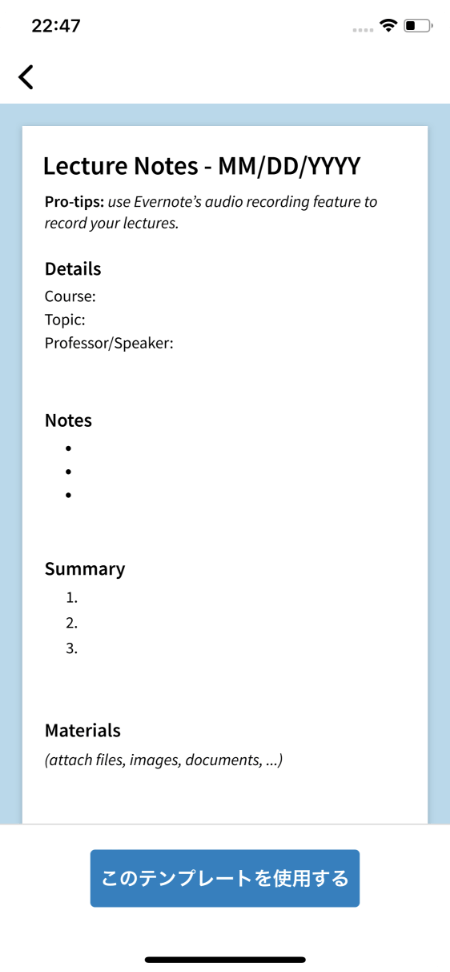 22:47
Lecture Notes - MM/DD/YYYY
Pro-tips: use Evernote’s audio recording feature to
record your lectures.
Details
Course:
Topic:
Professor/Speaker:
Notes
•
•
•
Summary
1.
2.
3.
Materials
(attach files, images, documents, ...)
このテンプレートを使用する